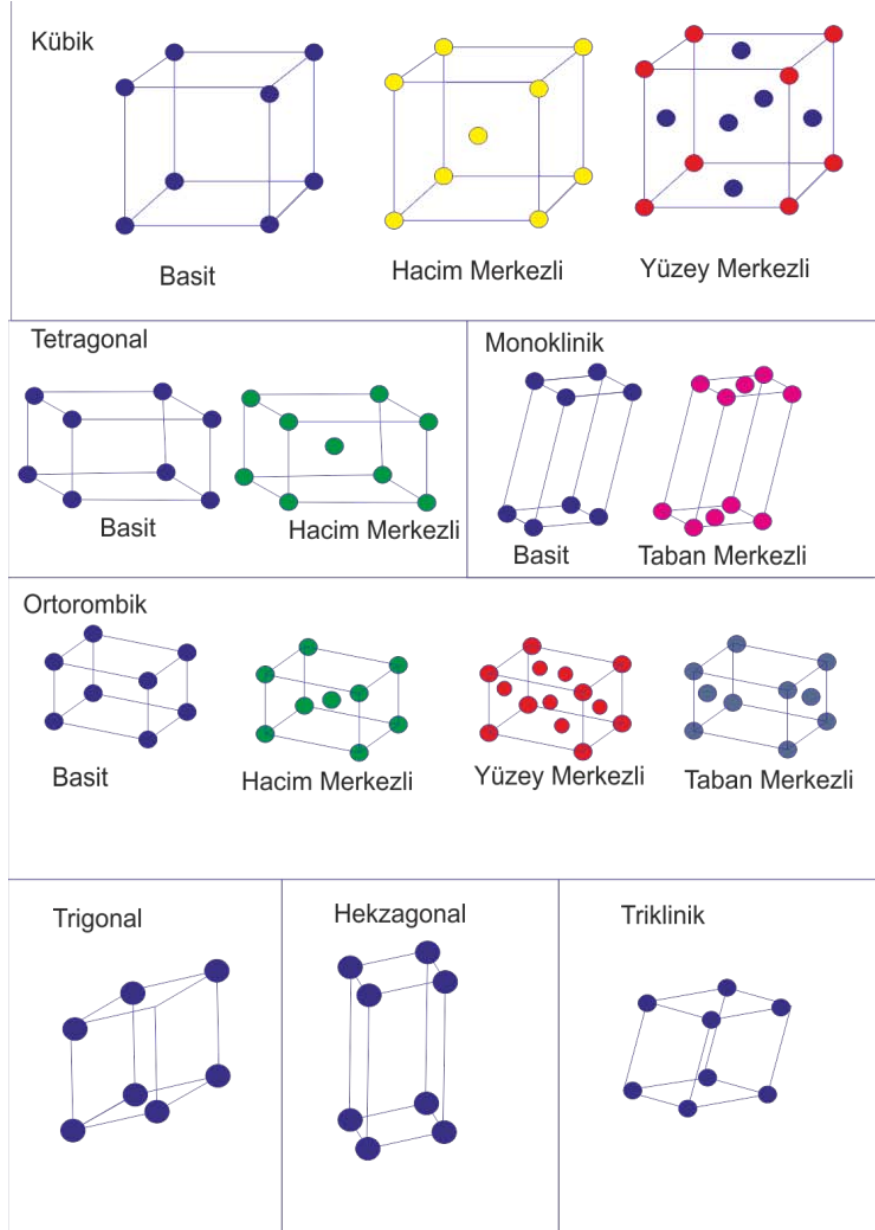 Kübik
Basit
Hacim Merkezli
Yüzey Merkezli
Tetragonal
Basit
Hacim Merkezli
Monoklinik
Basit
Taban Merkezli
Ortorombik
Basit
Hacim Merkezli
Yüzey Merkezli
Taban Merkezli
Trigonal
Hekzagonal
Triklinik